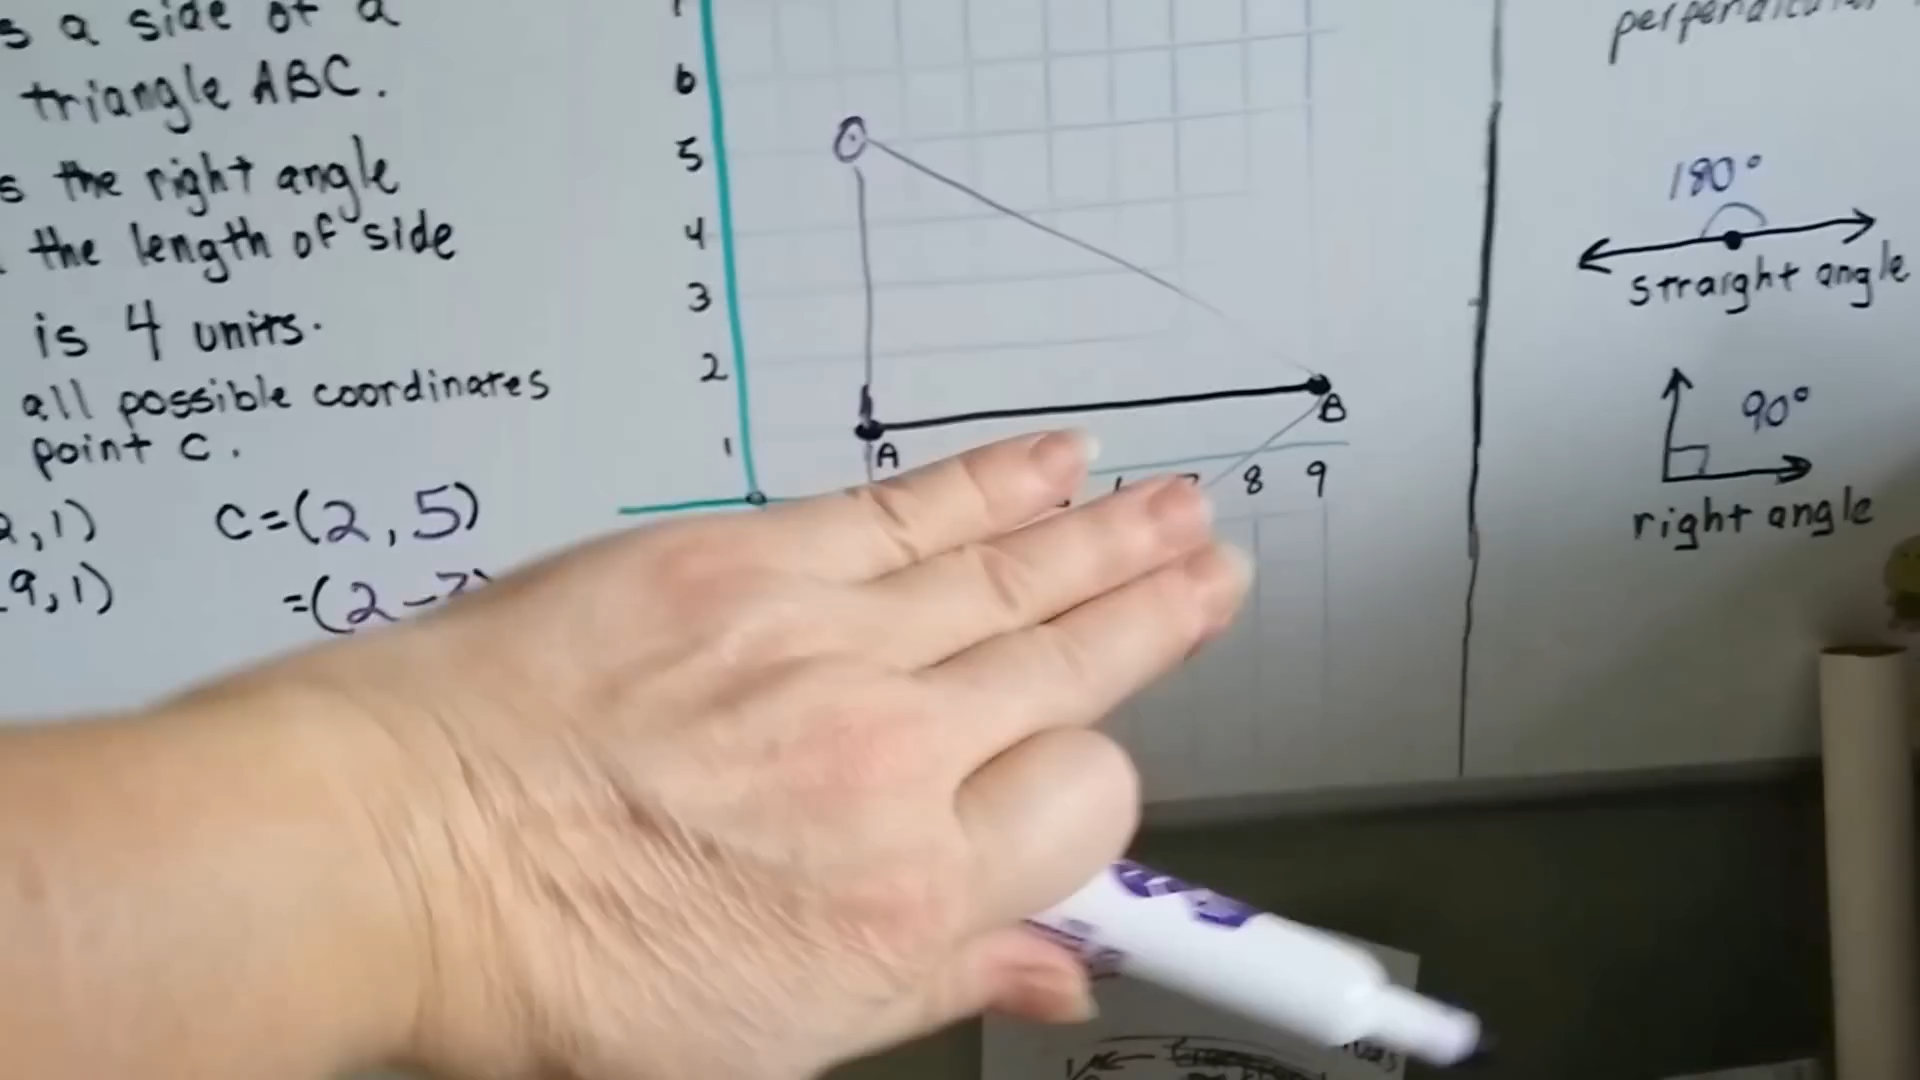 s a side of a
triangle ABC.
s the right angle
the length of side
is 4 units.
all possible coordinates
point C.
2,1)
9,1)
C=(2,5)
=(2-3)
6
5
4
3
2
1
A
B
8 9
perpendicular
180°
straight angle
90°
right angle